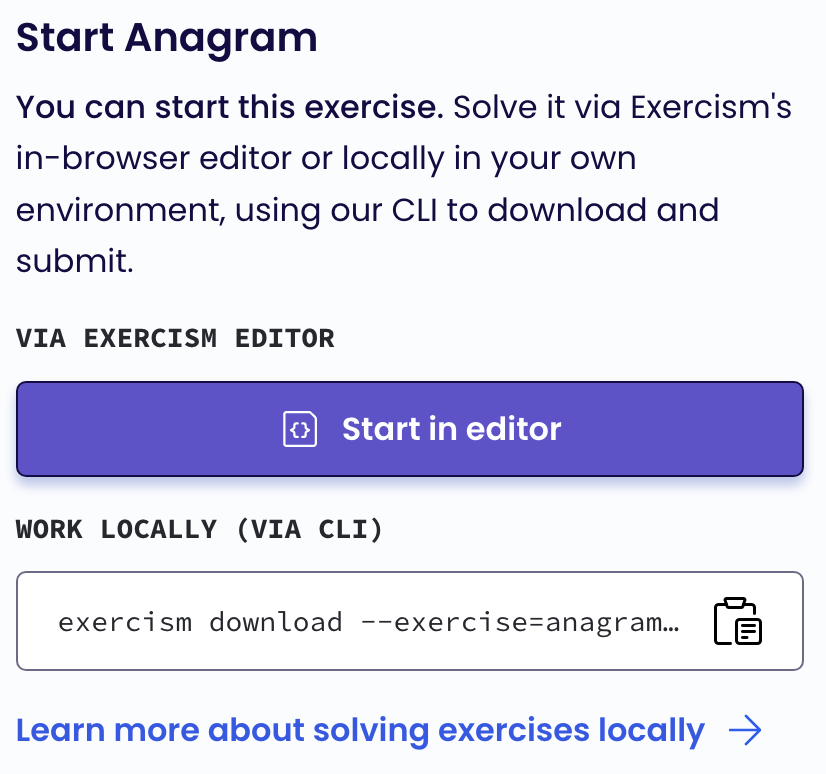 Start Anagram
You can start this exercise. Solve it via Exercism's
in-browser editor or locally in your own
environment, using our CLI to download and
submit.
VIA EXERCISM EDITOR
{} Start in editor
WORK LOCALLY (VIA CLI)
exercism download --exercise=anagram…
Learn more about solving exercises locally →